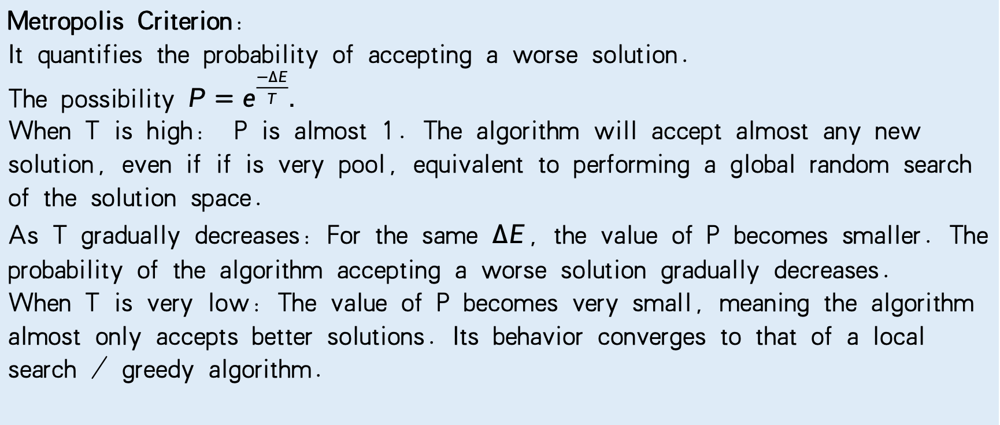 Metropolis Criterion:
It quantifies the probability of accepting a worse solution.
The possibility P = e^{\frac{-ΔE}{T}}.
When T is high: P is almost 1. The algorithm will accept almost any new
solution, even if if is very pool, equivalent to performing a global random search
of the solution space.
As T gradually decreases: For the same ΔE, the value of P becomes smaller. The
probability of the algorithm accepting a worse solution gradually decreases.
When T is very low: The value of P becomes very small, meaning the algorithm
almost only accepts better solutions. Its behavior converges to that of a local
search / greedy algorithm.